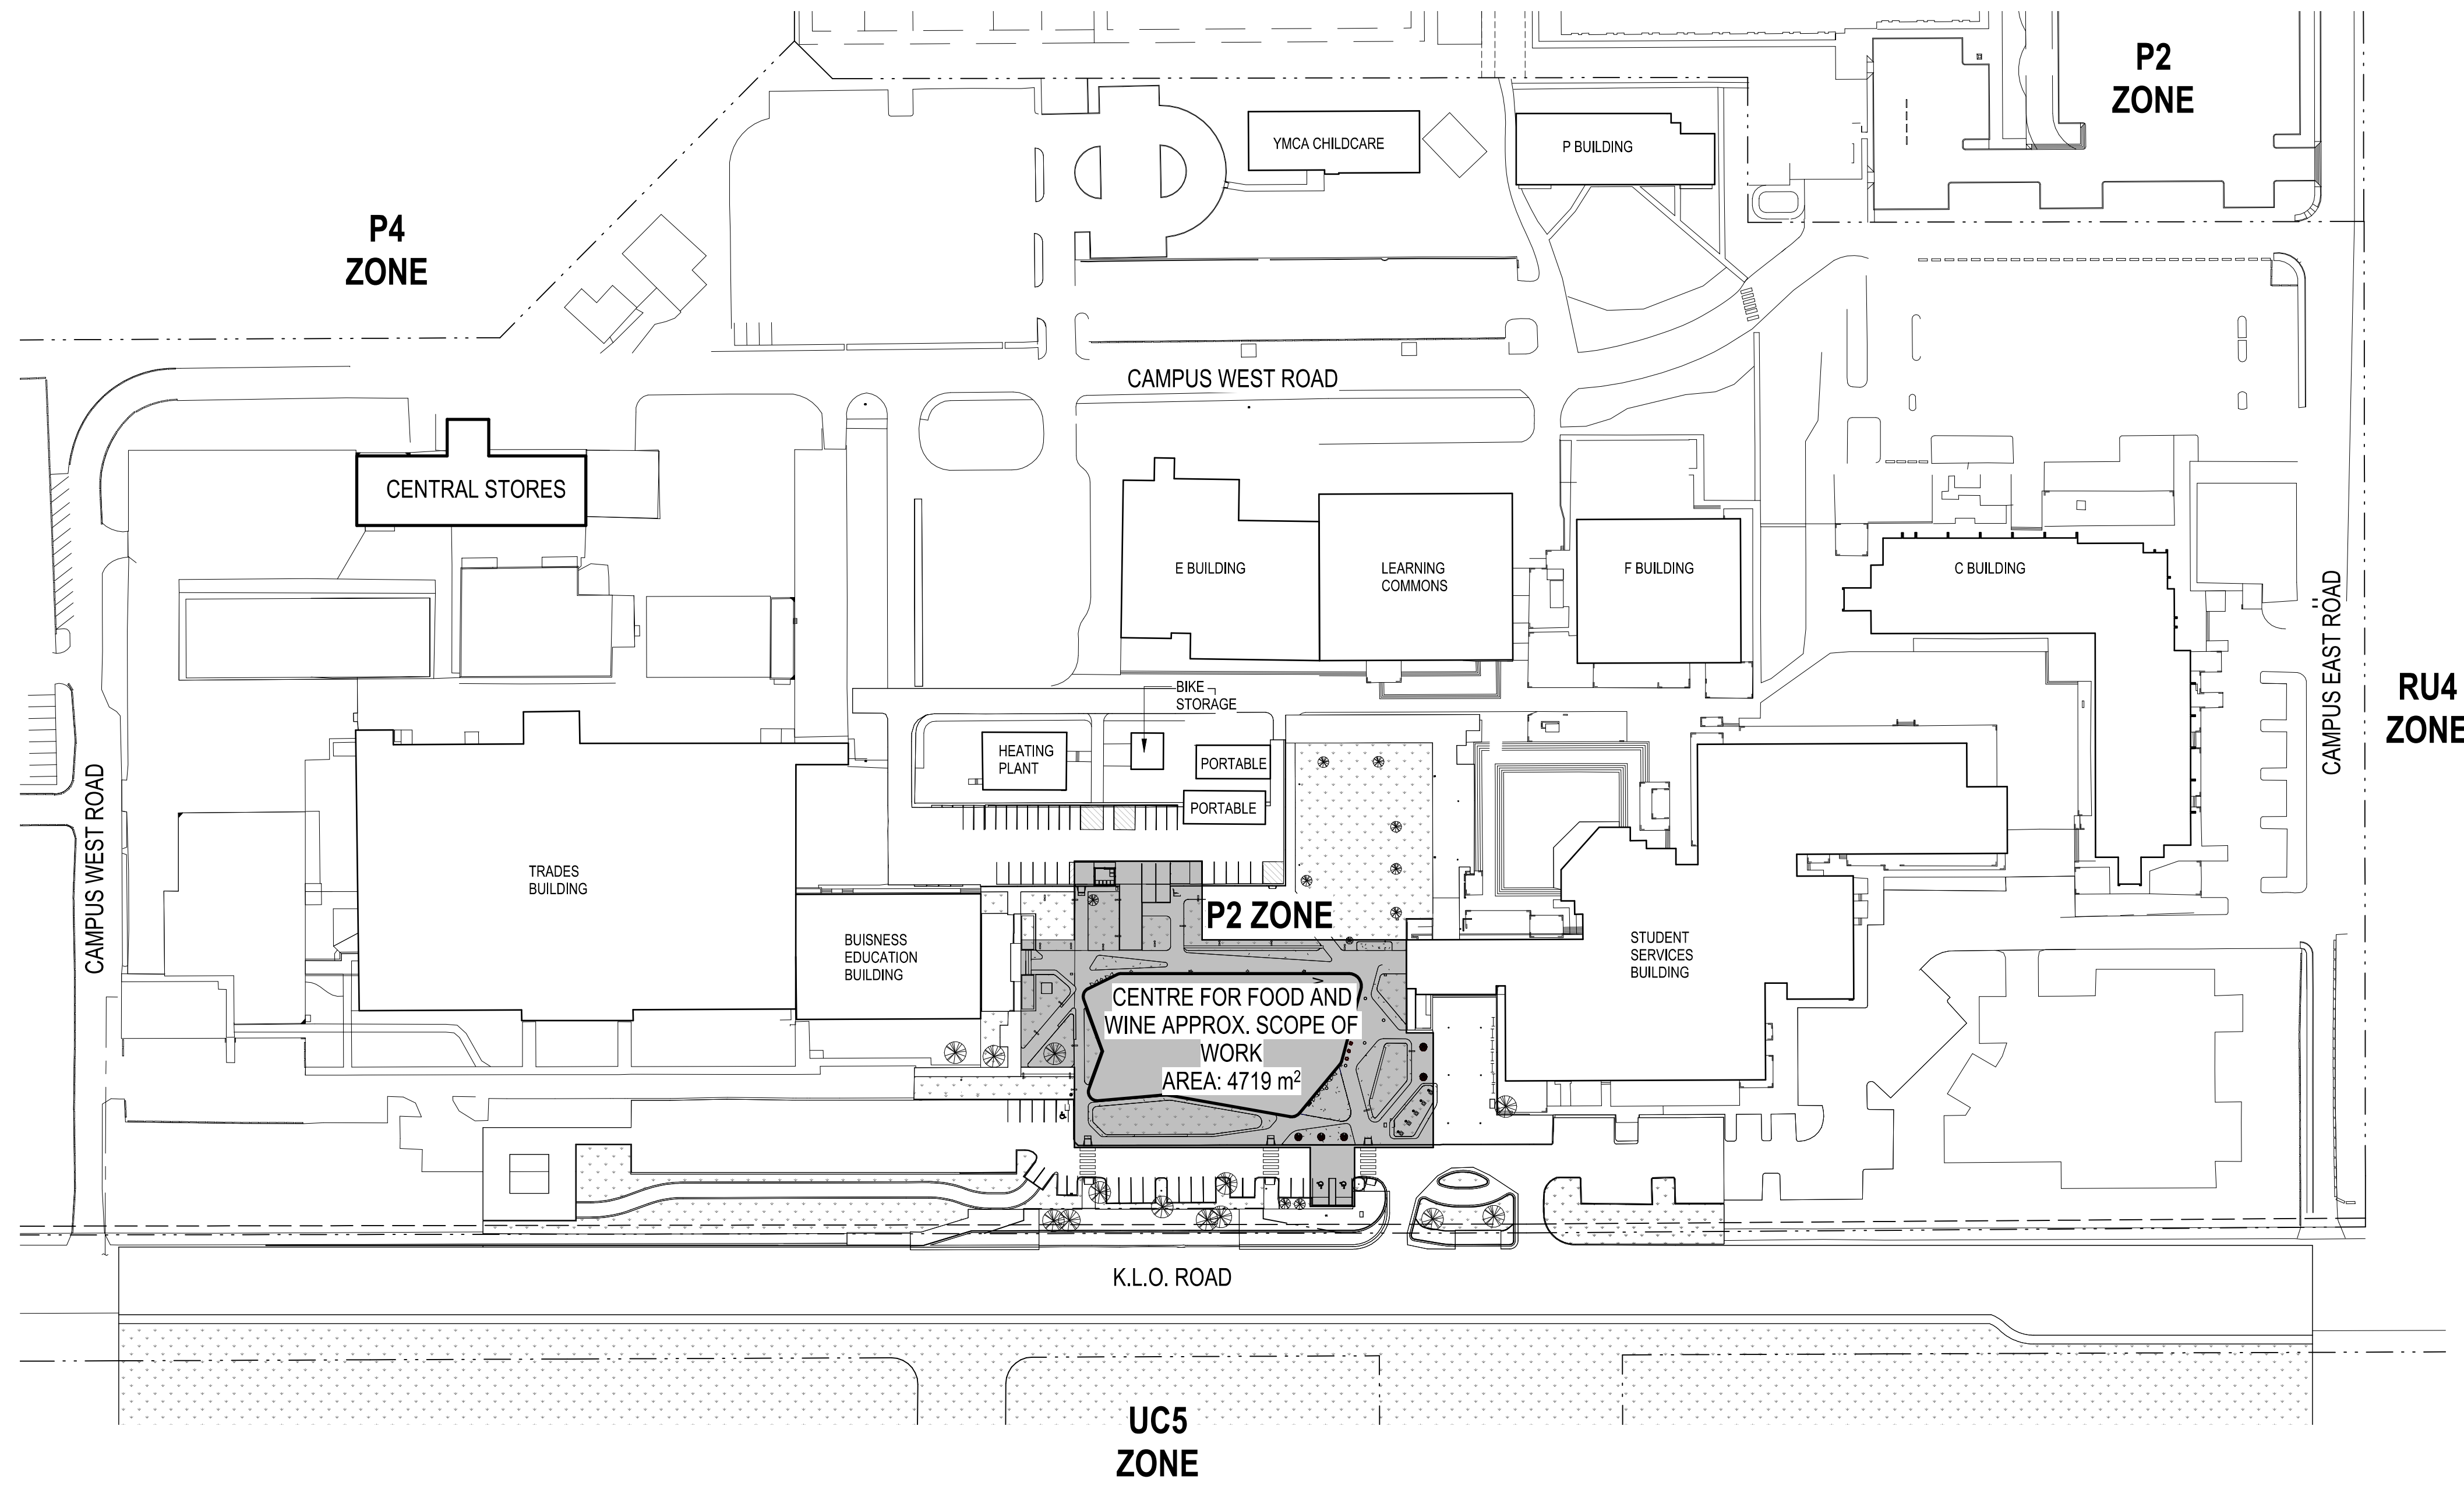 P2
ZONE
YMCA CHILDCARE
P BUILDING
P4
ZONE
CAMPUS WEST ROAD
CENTRAL STORES
E BUILDING
LEARNING
COMMONS
F BUILDING
C BUILDING
CAMPUS EAST ROAD
RU4
ZONE
BIKE
STORAGE
HEATING
PLANT
PORTABLE
PORTABLE
CAMPUS WEST ROAD
TRADES
BUILDING
P2 ZONE
BUISNESS
EDUCATION
BUILDING
STUDENT
SERVICES
BUILDING
CENTRE FOR FOOD AND
WINE APPROX. SCOPE OF
WORK
AREA: 4719 m²
K.L.O. ROAD
UC5
ZONE